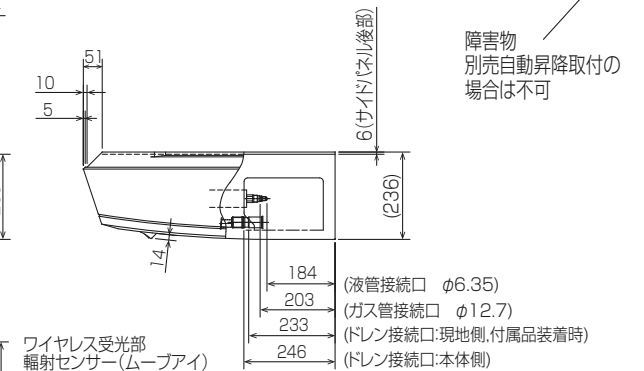 障害物
別売自動昇降取付の
場合は不可
6(サイドパネル後部)
51
10
5
(236)
14
184 (液管接続口 φ6.35)
203 (ガス管接続口 φ12.7)
233 (ドレン接続口:現地側,付属品装着時)
246 (ドレン接続口:本体側)
ワイヤレス受光部
輻射センサー(ムーブアイ)